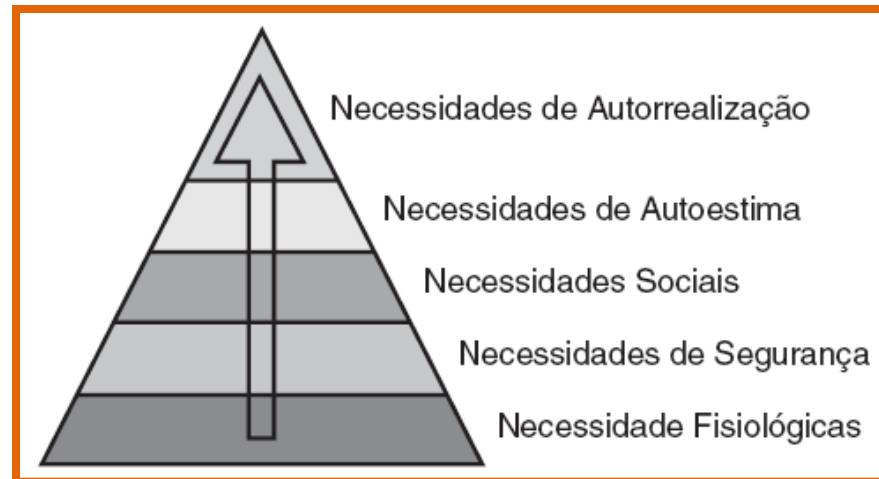 Necessidades de Autorrealização
Necessidades de Autoestima
Necessidades Sociais
Necessidades de Segurança
Necessidade Fisiológicas